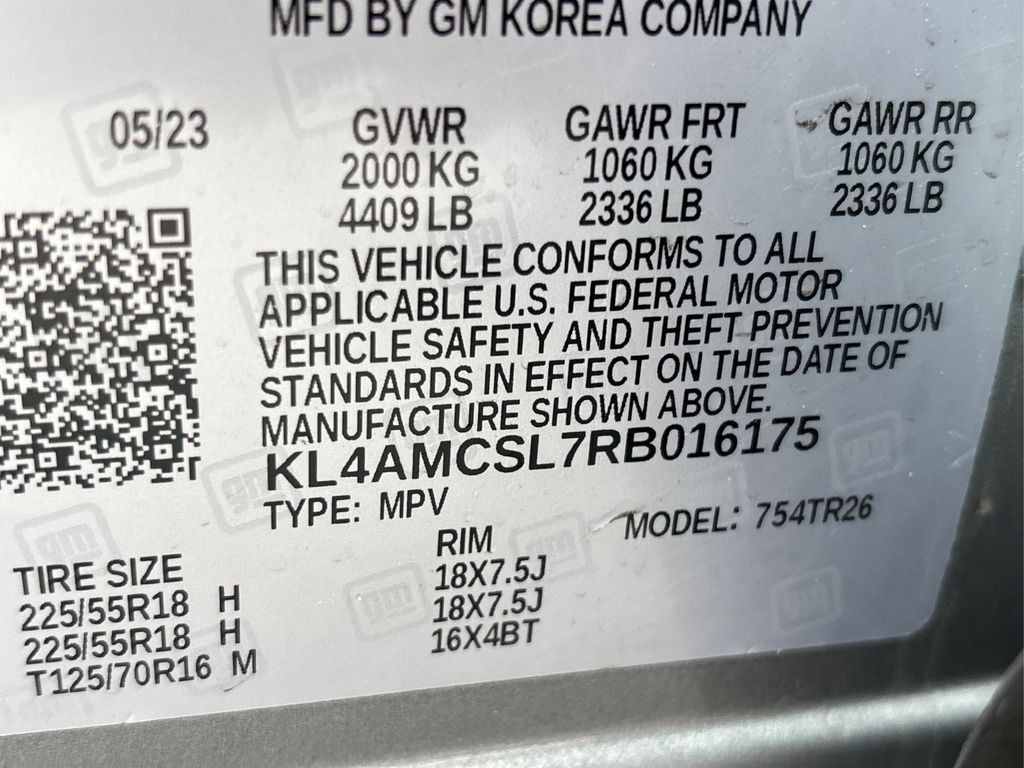 MFD BY GM KOREA COMPANY
05/23 GVWR GAWR FRT GAWR RR
2000 KG 1060 KG 1060 KG
4409 LB 2336 LB 2336 LB
THIS VEHICLE CONFORMS TO ALL
APPLICABLE U.S. FEDERAL MOTOR
VEHICLE SAFETY AND THEFT PREVENTION
STANDARDS IN EFFECT ON THE DATE OF
MANUFACTURE SHOWN ABOVE.
KL4AMCSL7RB016175
TYPE: MPV MODEL: 754TR26
TIRE SIZE RIM
225/55R18 H 18X7.5J
225/55R18 H 18X7.5J
T125/70R16 M 16X4BT